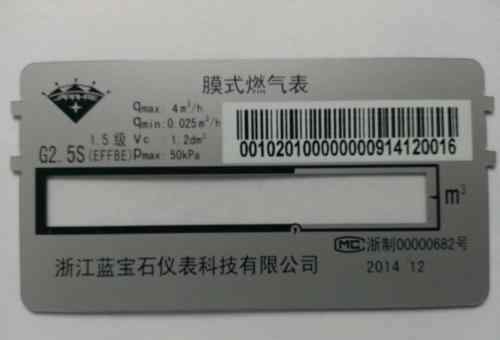 膜式燃气表
qmax: 4m³/h
qmin: 0.025m³/h
1.5级 Vc : 1.2dm³
G2.5S (EFFBE) Pmax: 50kPa
00102010000000091412​0016
m³
MC 浙制00000682号
浙江蓝宝石仪表科技有限公司 2014 12